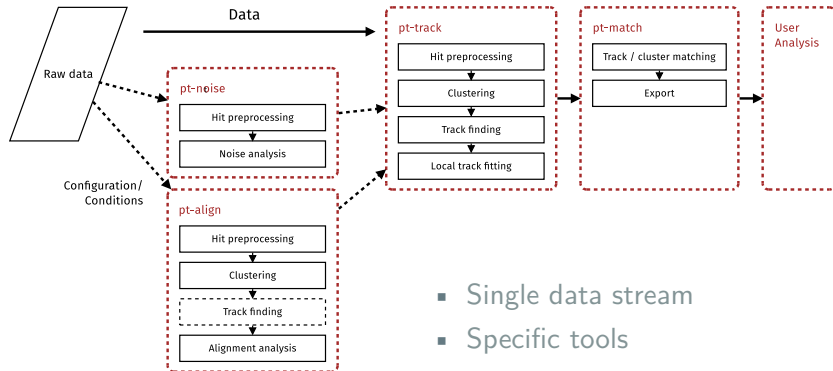 Data
Raw data
pt-noise
Hit preprocessing
Noise analysis
Configuration/
Conditions
pt-align
Hit preprocessing
Clustering
Track finding
Alignment analysis
pt-track
Hit preprocessing
Clustering
Track finding
Local track fitting
pt-match
Track / cluster matching
Export
User
Analysis
▪ Single data stream
▪ Specific tools